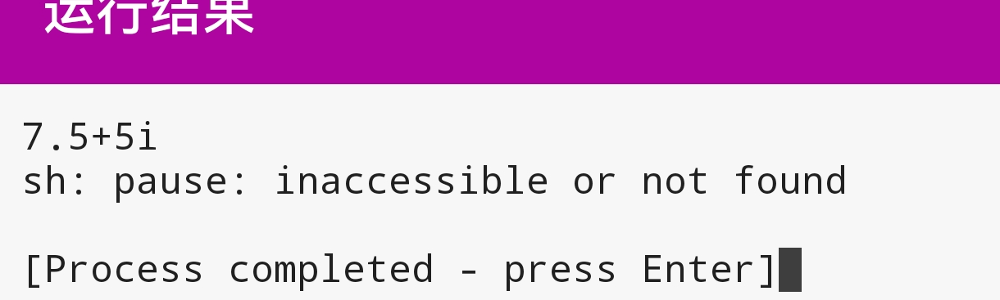 运行结果
7.5+5i
sh: pause: inaccessible or not found
[Process completed - press Enter]